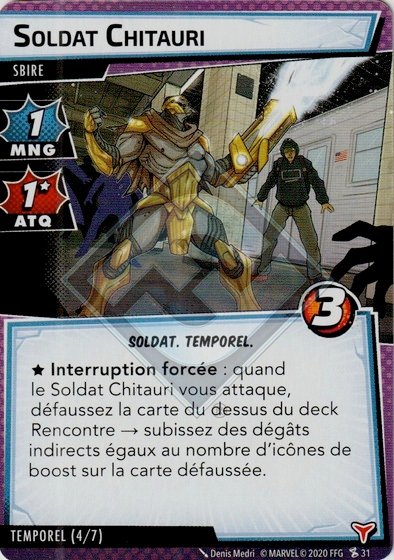 Soldat Chitauri
SBIRE
1
MNG
1★
ATQ
3
SOLDAT. TEMPOREL.
★ Interruption forcée : quand
le Soldat Chitauri vous attaque,
défaussez la carte du dessus du deck
Rencontre → subissez des dégâts
indirects égaux au nombre d'icônes de
boost sur la carte défaussée.
TEMPOREL (4/7)
Denis Medri © MARVEL © 2020 FFG 31